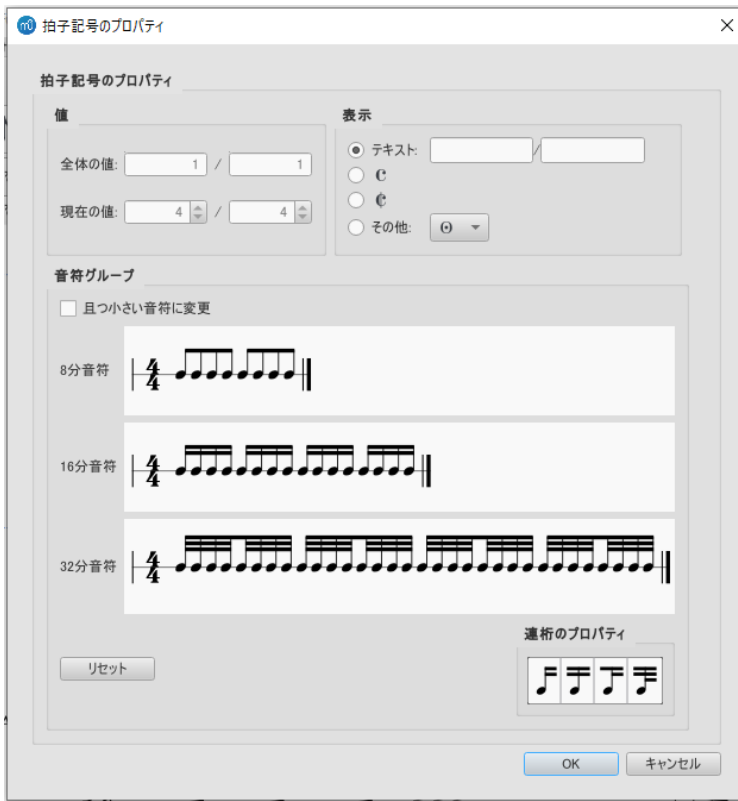 拍子記号のプロパティ
拍子記号のプロパティ
値
全体の値: 1 / 1
現在の値: 4 / 4
表示
テキスト: /
その他:
音符グループ
且つ小さい音符に変更
8分音符
16分音符
32分音符
リセット
連桁のプロパティ
OK キャンセル